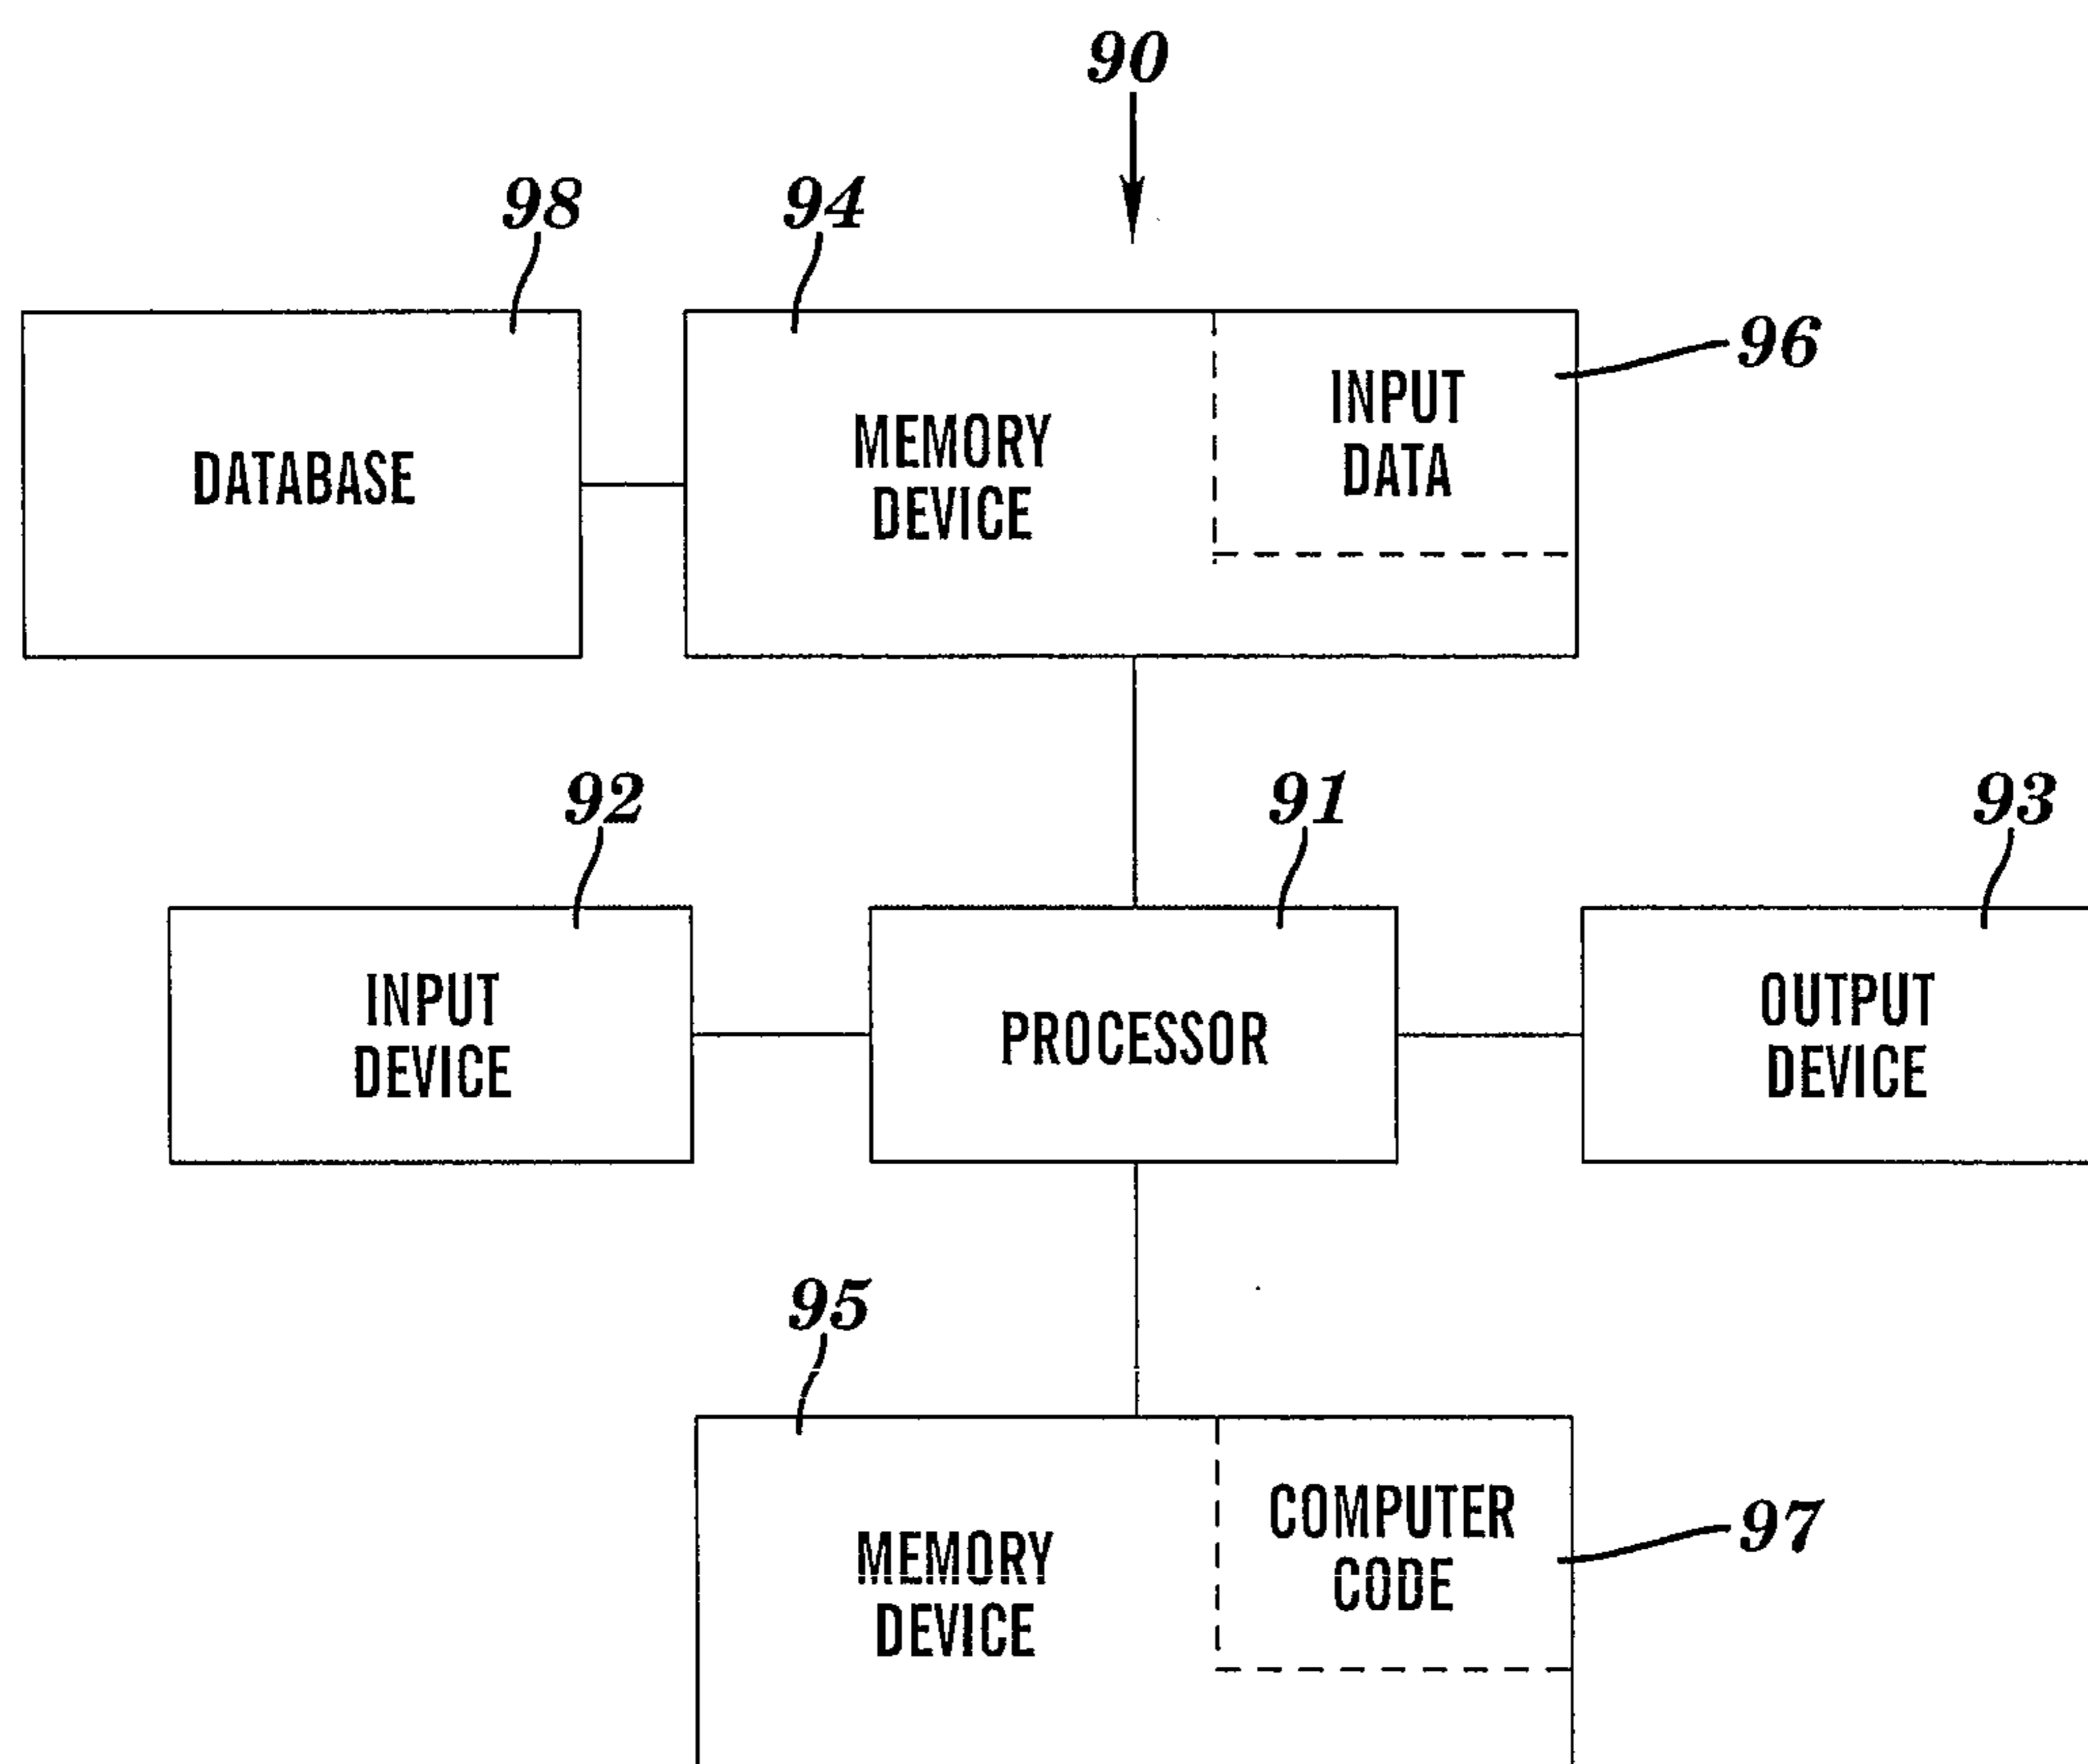 90
98
94
96
DATABASE
MEMORY
DEVICE
INPUT
DATA
92
91
93
INPUT
DEVICE
PROCESSOR
OUTPUT
DEVICE
95
MEMORY
DEVICE
COMPUTER
CODE
97